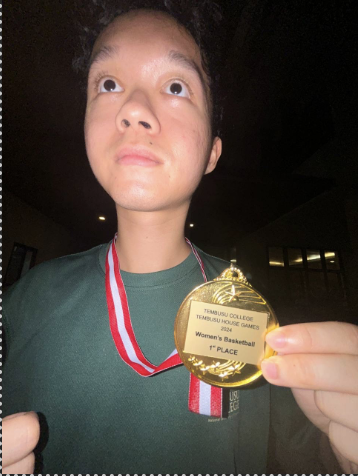 TEMBUSU COLLEGE
TEMBUSU HOUSE GAMES
2024
Women's Basketball
1st PLACE